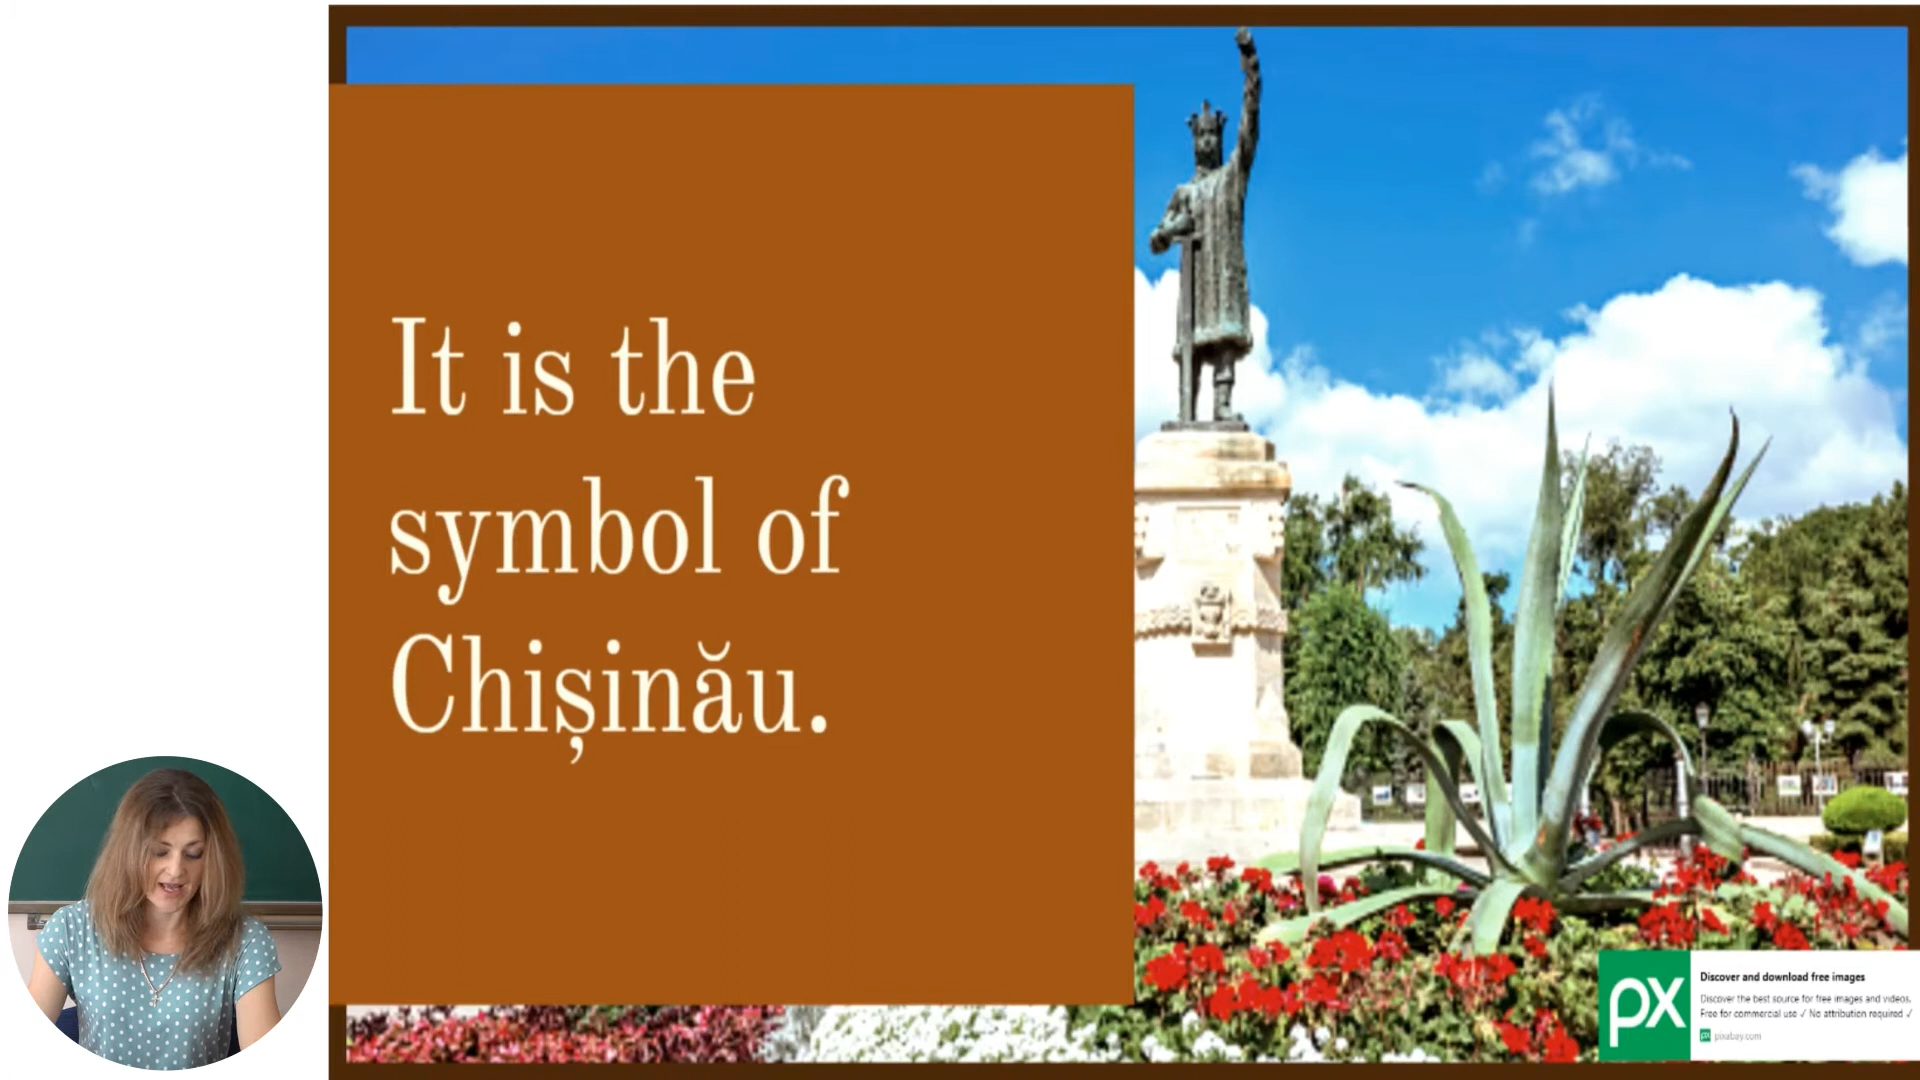 It is the
symbol of
Chișinău.
px
Discover and download free images
Discover the best source for free images and videos.
Free for commercial use ✓ No attribution required ✓
px pixabay.com